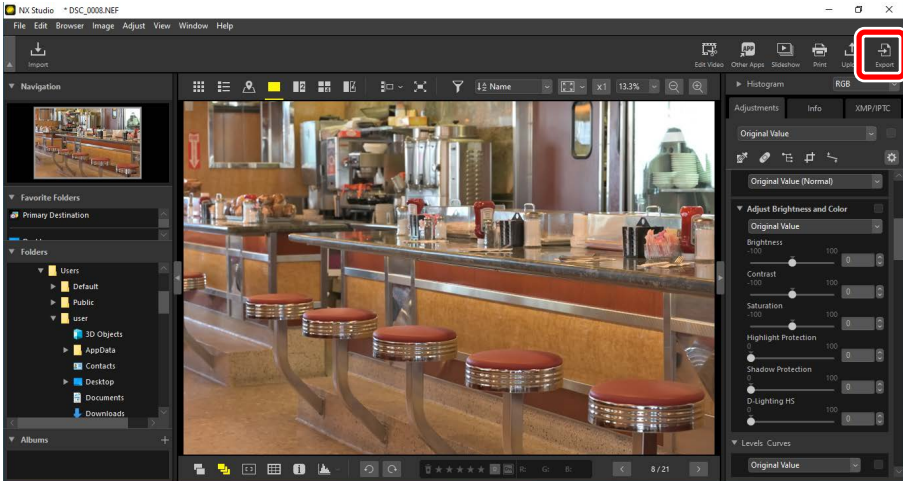 NX Studio * DSC_0008.NEF
File Edit Browser Image Adjust View Window Help
Import
Edit Video Other Apps Slideshow Print Export
Navigation
Name
x1 13.3%
Histogram RGB
Adjustments Info XMP/IPTC
Original Value
Original Value (Normal)
Adjust Brightness and Color
Original Value
Brightness
-100 100
0
Contrast
-100 100
0
Saturation
-100 100
0
Highlight Protection
0 100
0
Shadow Protection
0 100
0
D-Lighting HS
0 100
0
Levels Curves
Original Value
Favorite Folders
Primary Destination
Folders
Users
Default
Public
user
3D Objects
AppData
Contacts
Desktop
Documents
Downloads
Albums
R: G: B:
8/21